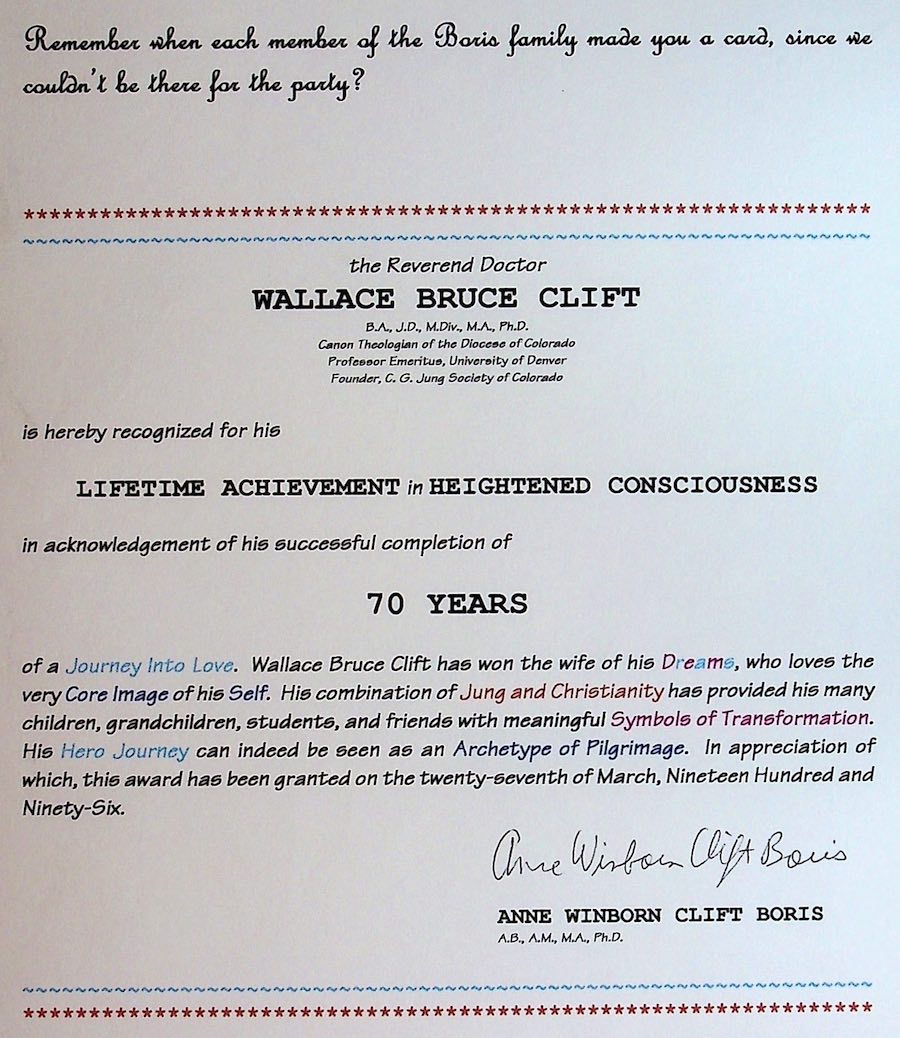 Remember when each member of the Boris family made you a card, since we
couldn't be there for the party?
*******************************************************************
~~~~~~~~~~~~~~~~~~~~~~~~~~~~~~~~~~~~~~~~~~~~~~~~~~~~~~~~~~~~~~~~~~~
the Reverend Doctor
WALLACE BRUCE CLIFT
B.A., J.D., M.Div., M.A., Ph.D.
Canon Theologian of the Diocese of Colorado
Professor Emeritus, University of Denver
Founder, C. G. Jung Society of Colorado
is hereby recognized for his
LIFETIME ACHIEVEMENT in HEIGHTENED CONSCIOUSNESS
in acknowledgement of his successful completion of
70 YEARS
of a Journey Into Love. Wallace Bruce Clift has won the wife of his Dreams, who loves the
very Core Image of his Self. His combination of Jung and Christianity has provided his many
children, grandchildren, students, and friends with meaningful Symbols of Transformation.
His Hero Journey can indeed be seen as an Archetype of Pilgrimage. In appreciation of
which, this award has been granted on the twenty-seventh of March, Nineteen Hundred and
Ninety-Six.
Anne Winborn Clift Boris
ANNE WINBORN CLIFT BORIS
A.B., A.M., M.A., Ph.D.
~~~~~~~~~~~~~~~~~~~~~~~~~~~~~~~~~~~~~~~~~~~~~~~~~~~~~~~~~~~~~~~~~~~
*******************************************************************